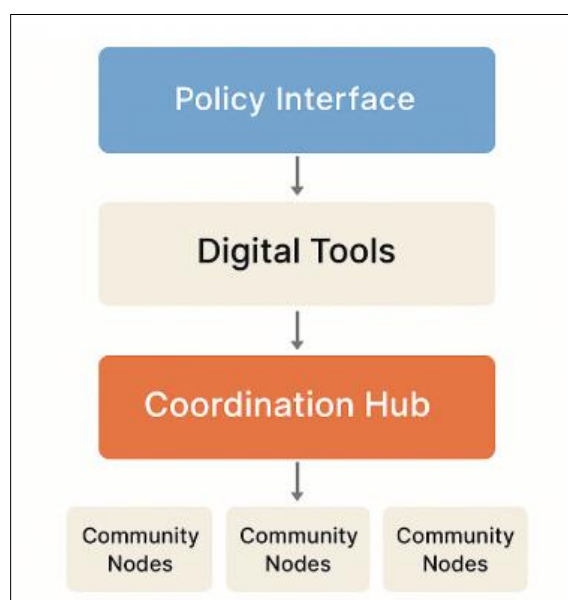 Policy Interface
Digital Tools
Coordination Hub
Community Community Community
Nodes Nodes Nodes